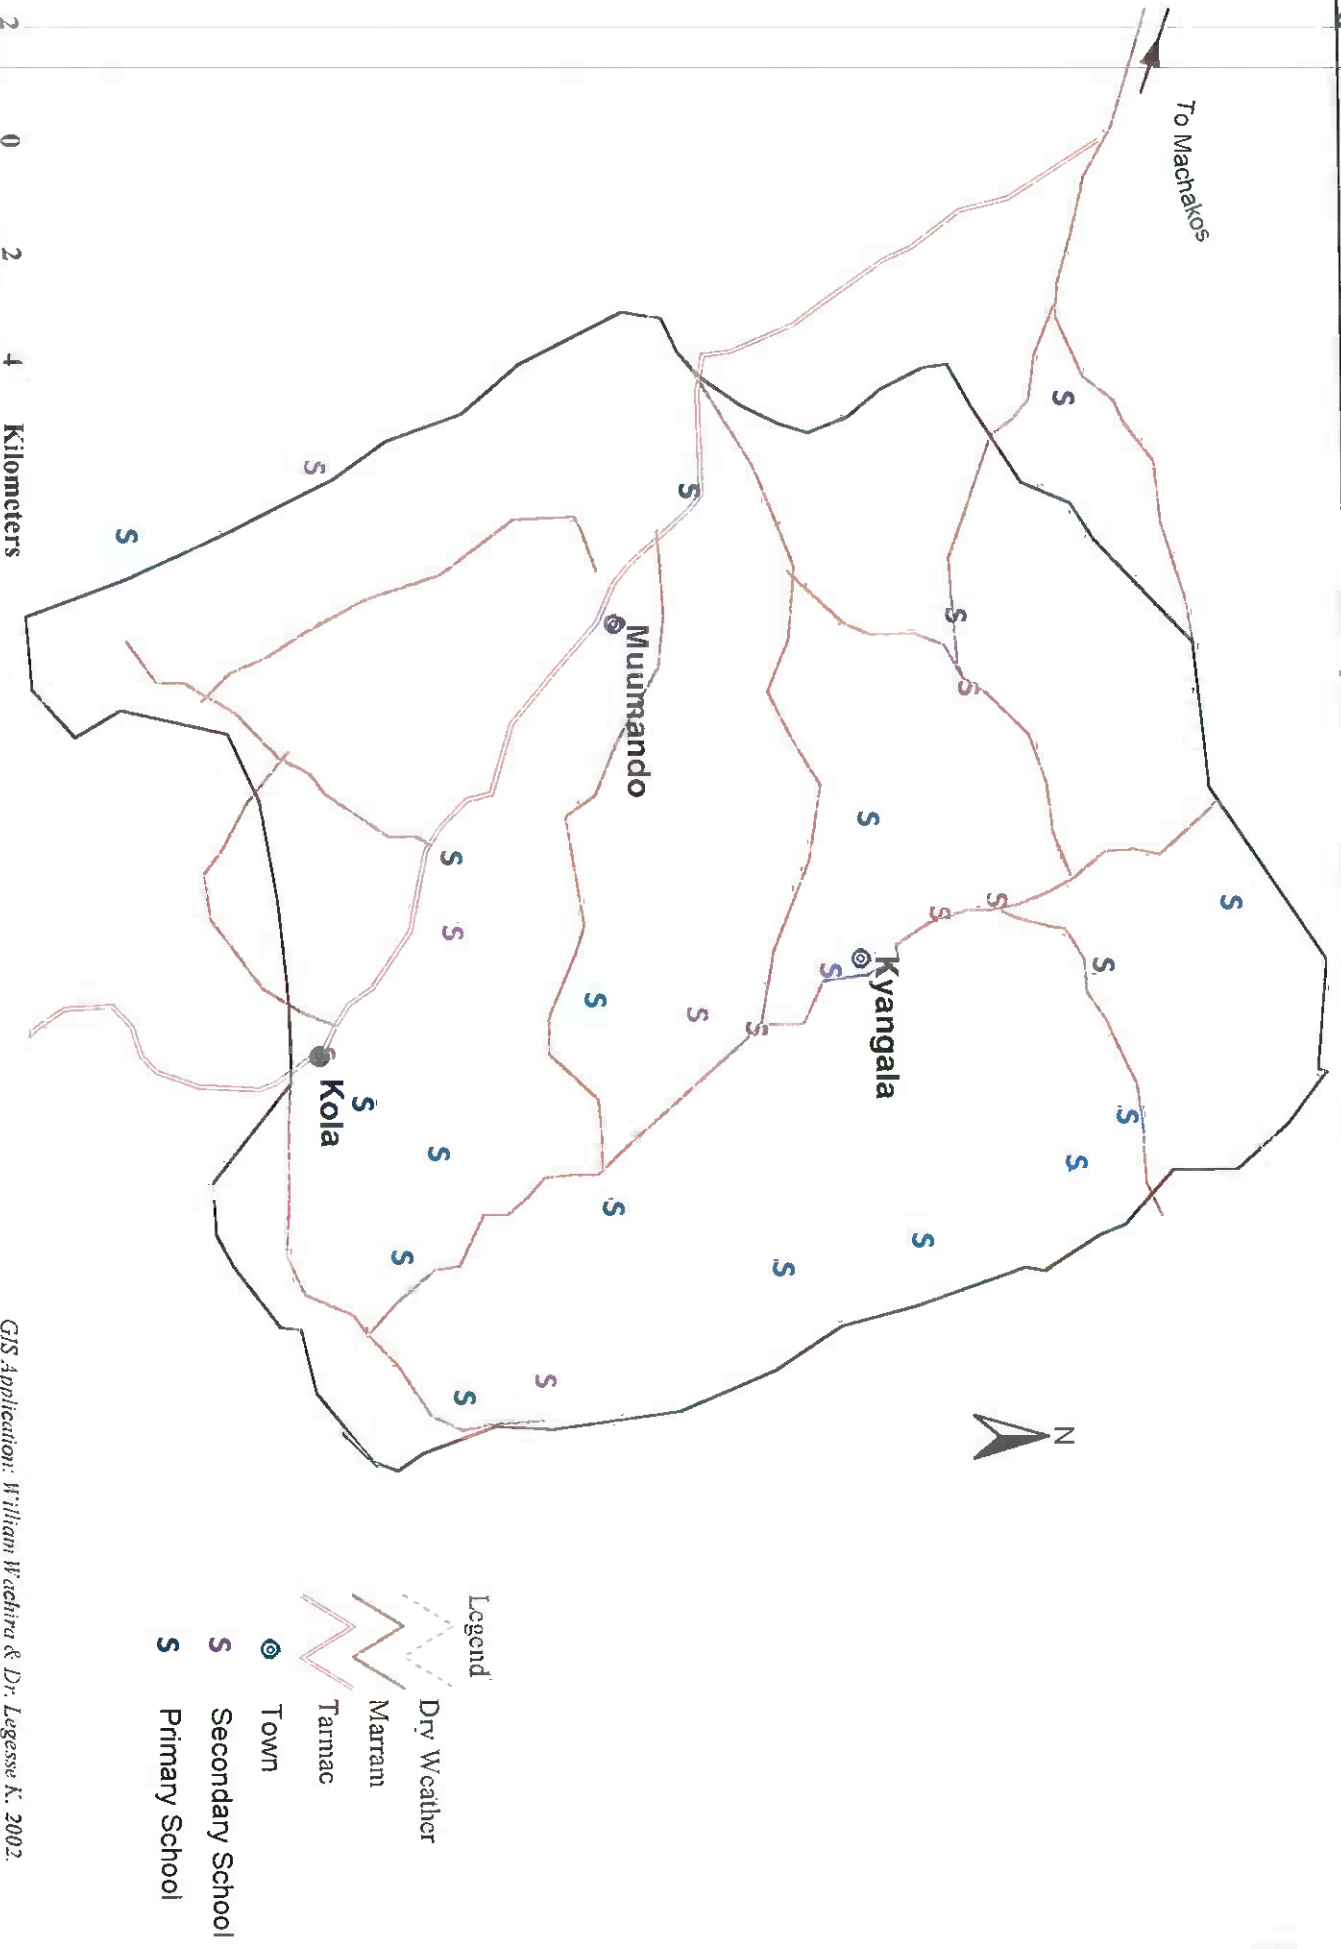 To Machakos
S
S
S
S
S
S
S
S
S
S
S
S
Kyangala
S
S
S
S
S
S
S
S
S
Muumando
S
S
S
S
S
S
S
Kola
N
Legend
Dry Weather
Marram
Tarmac
Town
S Secondary School
S Primary School
2 0 2 4 Kilometers
GIS Application: William Wachira & Dr. Legesse K. 2002.